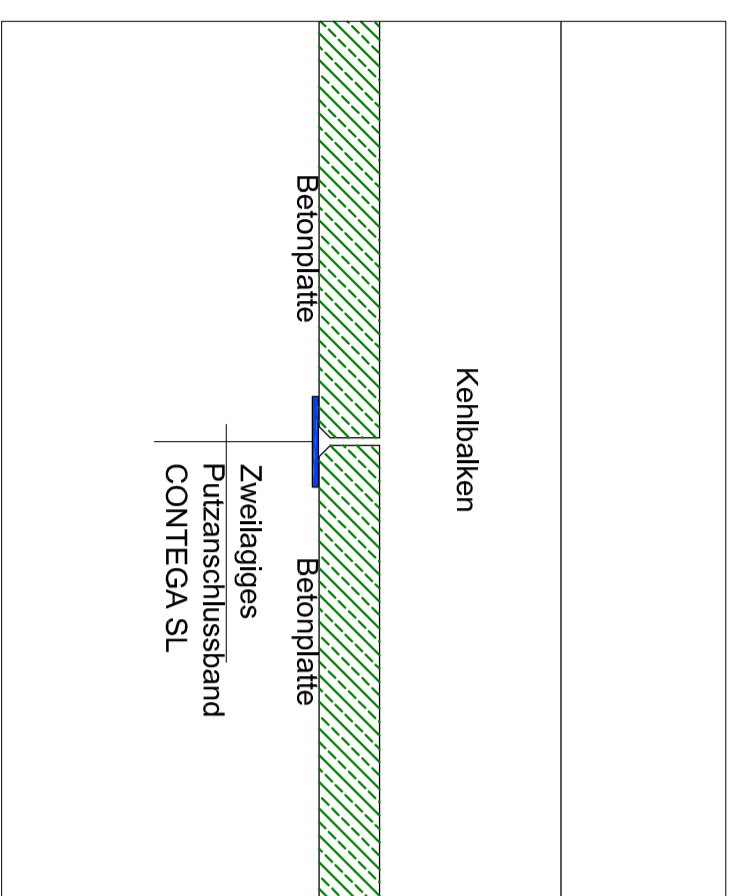 Kehlbalken
Betonplatte
Betonplatte
Zweilagiges
Putzanschlussband
CONTEGA SL